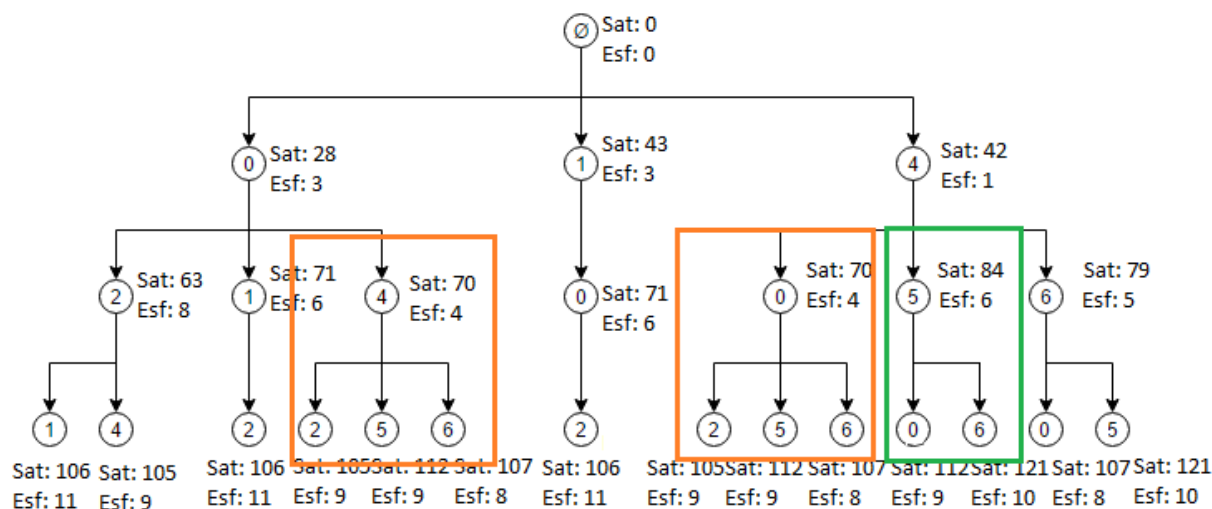 Ø Sat: 0
Esf: 0
0 Sat: 28
Esf: 3
1 Sat: 43
Esf: 3
4 Sat: 42
Esf: 1
2 Sat: 63
Esf: 8
1 Sat: 71
Esf: 6
4 Sat: 70
Esf: 4
0 Sat: 71
Esf: 6
0 Sat: 70
Esf: 4
5 Sat: 84
Esf: 6
6 Sat: 79
Esf: 5
1 4 2 2 5 6 2 2 5 6 0 6 0 5
Sat: 106 Sat: 105 Sat: 106 Sat: 105 Sat: 112 Sat: 107 Sat: 106 Sat: 105 Sat: 112 Sat: 107 Sat: 112 Sat: 121 Sat: 107 Sat: 121
Esf: 11 Esf: 9 Esf: 11 Esf: 9 Esf: 9 Esf: 8 Esf: 11 Esf: 9 Esf: 9 Esf: 8 Esf: 9 Esf: 10 Esf: 8 Esf: 10